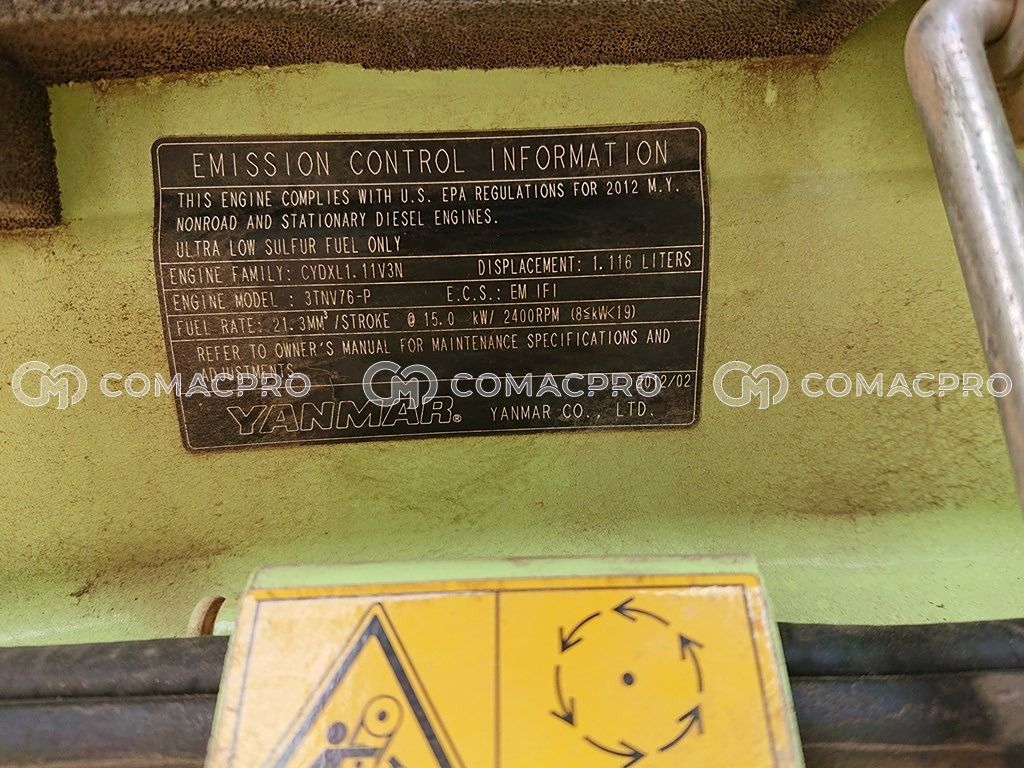 EMISSION CONTROL INFORMATION
THIS ENGINE COMPLIES WITH U.S. EPA REGULATIONS FOR 2012 M.Y.
NONROAD AND STATIONARY DIESEL ENGINES.
ULTRA LOW SULFUR FUEL ONLY
ENGINE FAMILY: CYDXL1.11V3N DISPLACEMENT: 1.116 LITERS
ENGINE MODEL : 3TNV76-P E.C.S.: EM IFI
FUEL RATE: 21.3MM³/STROKE @ 15.0 kW/ 2400RPM (8≦kW<19)
REFER TO OWNER'S MANUAL FOR MAINTENANCE SPECIFICATIONS AND
ADJUSTMENTS
2012/02
COMACPRO COMACPRO COMACPRO
YANMAR® YANMAR CO., LTD.